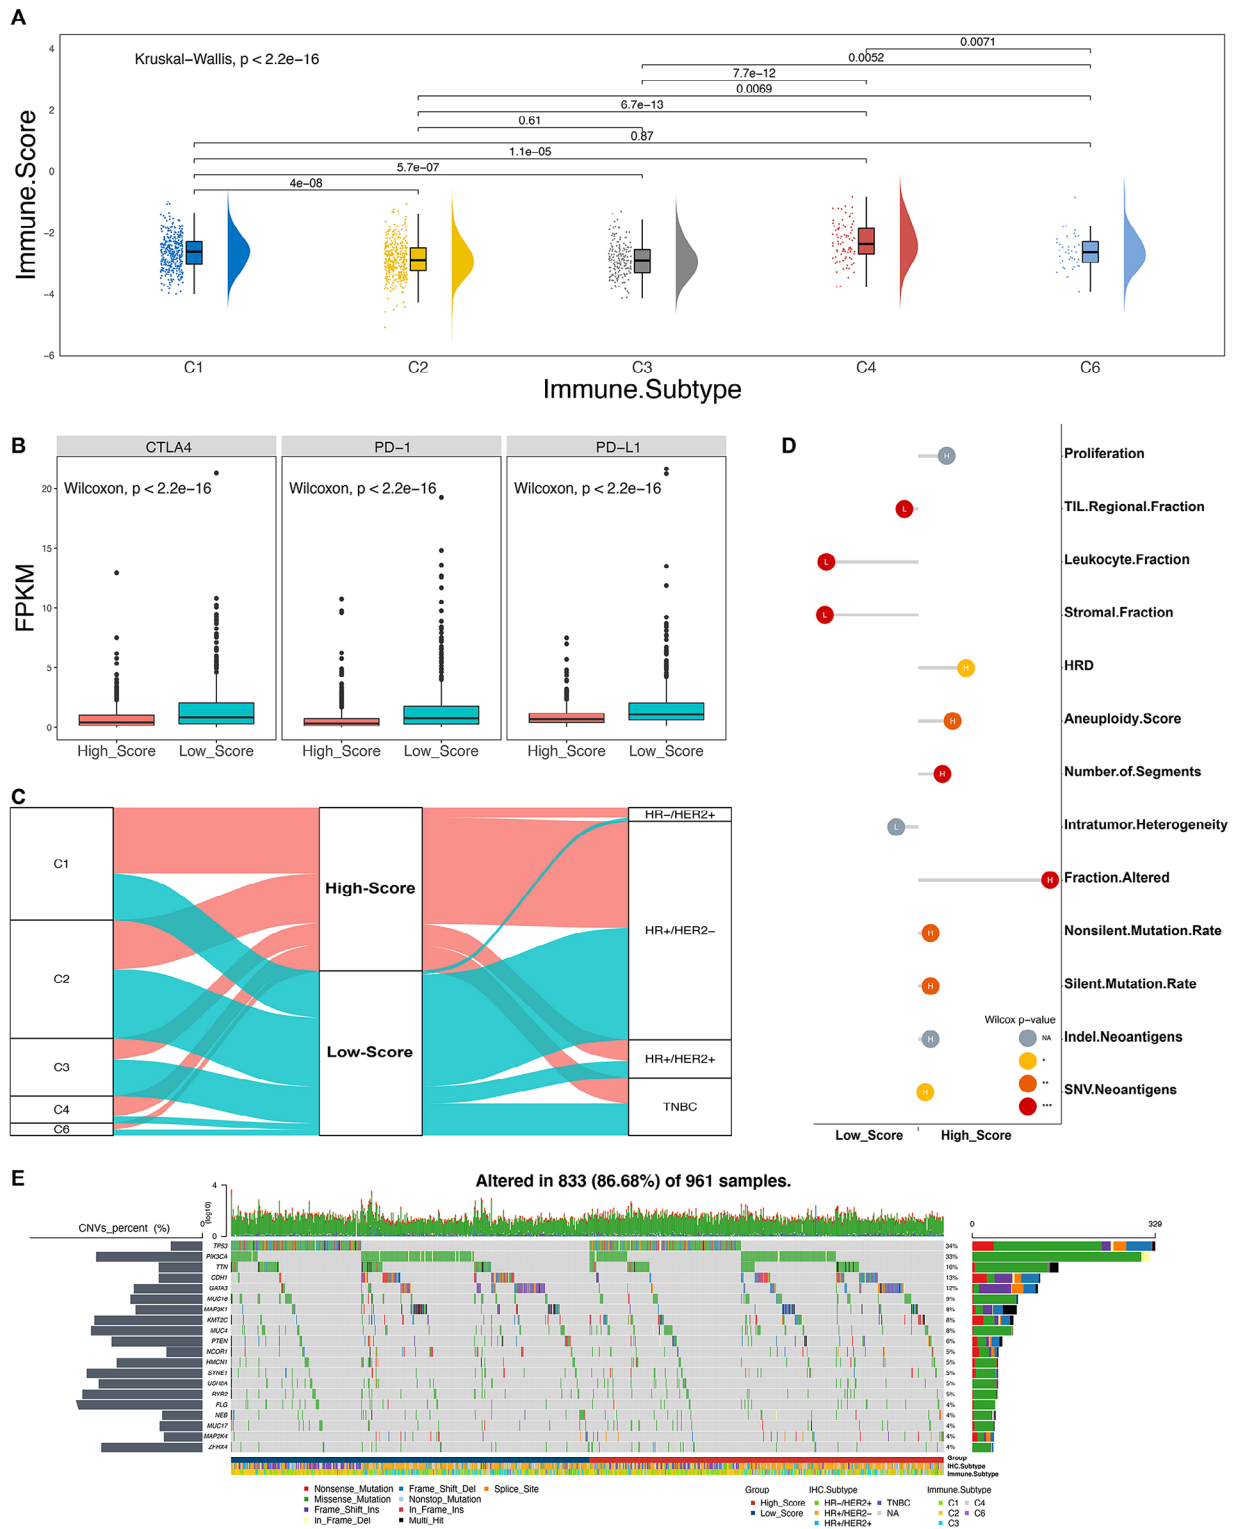 A
Kruskal−Wallis, p < 2.2e−16
0.0071
0.0052
7.7e−12
0.0069
6.7e−13
0.61
0.87
1.1e−05
5.7e−07
4e−08
4
2
0
−2
−4
−6
Immune.Score
C1 C2 C3 C4 C6
Immune.Subtype
B
CTLA4 PD−1 PD−L1
Wilcoxon, p < 2.2e−16 Wilcoxon, p < 2.2e−16 Wilcoxon, p < 2.2e−16
20
15
10
5
0
FPKM
High_Score Low_Score High_Score Low_Score High_Score Low_Score
C
C1
C2
C3
C4
C6
High-Score
Low-Score
HR−/HER2+
HR+/HER2−
HR+/HER2+
TNBC
D
H Proliferation
L TIL.Regional.Fraction
L Leukocyte.Fraction
L Stromal.Fraction
H HRD
H Aneuploidy.Score
H Number.of.Segments
L Intratumor.Heterogeneity
H Fraction.Altered
H Nonsilent.Mutation.Rate
H Silent.Mutation.Rate
H Indel.Neoantigens
H SNV.Neoantigens
Wilcox p−value
NA
*
**
***
Low_Score High_Score
E
Altered in 833 (86.68%) of 961 samples.
CNVs_percent (%)
0
4
(log10)
0
0 329
TP53 34%
PIK3CA 33%
TTN 16%
CDH1 13%
GATA3 12%
MUC16 9%
MAP3K1 8%
KMT2C 8%
MUC4 8%
PTEN 6%
NCOR1 5%
HMCN1 5%
SYNE1 5%
USH2A 5%
RYR2 5%
FLG 4%
NEB 4%
MUC17 4%
MAP2K4 4%
ZFHX4 4%
Group
IHC.Subtype
Immune.Subtype
Nonsense_Mutation Frame_Shift_Del Splice_Site
Missense_Mutation Nonstop_Mutation
Frame_Shift_Ins In_Frame_Ins
In_Frame_Del Multi_Hit
Group IHC.Subtype Immune.Subtype
High_Score HR−/HER2+ TNBC C1 C4
Low_Score HR+/HER2− NA C2 C6
HR+/HER2+ C3